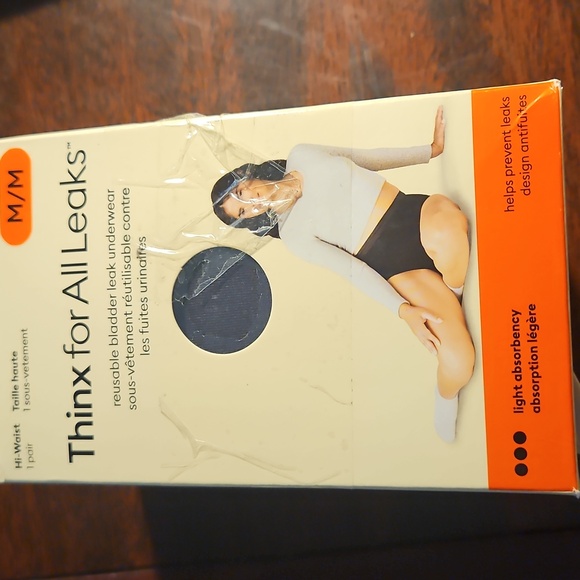 Hi-Waist Taille haute
1 pair 1 sous-vêtement
M/M
Thinx for All Leaks™
reusable bladder leak underwear
sous-vêtement réutilisable contre
les fuites urinaires
helps prevent leaks
design antifuites
light absorbency
absorption légère